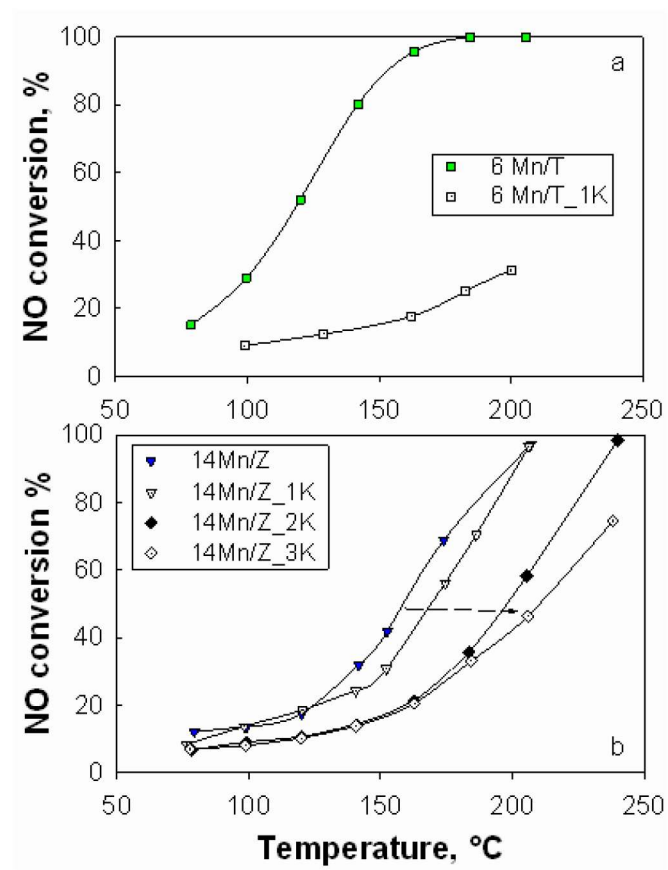 100
a
80
60
6 Mn/T
6 Mn/T_1K
40
20
0
50 100 150 200 250
NO conversion, %
100
14Mn/Z
14Mn/Z_1K
80
14Mn/Z_2K
14Mn/Z_3K
60
40
20
b
0
50 100 150 200 250
NO conversion %
Temperature, °C